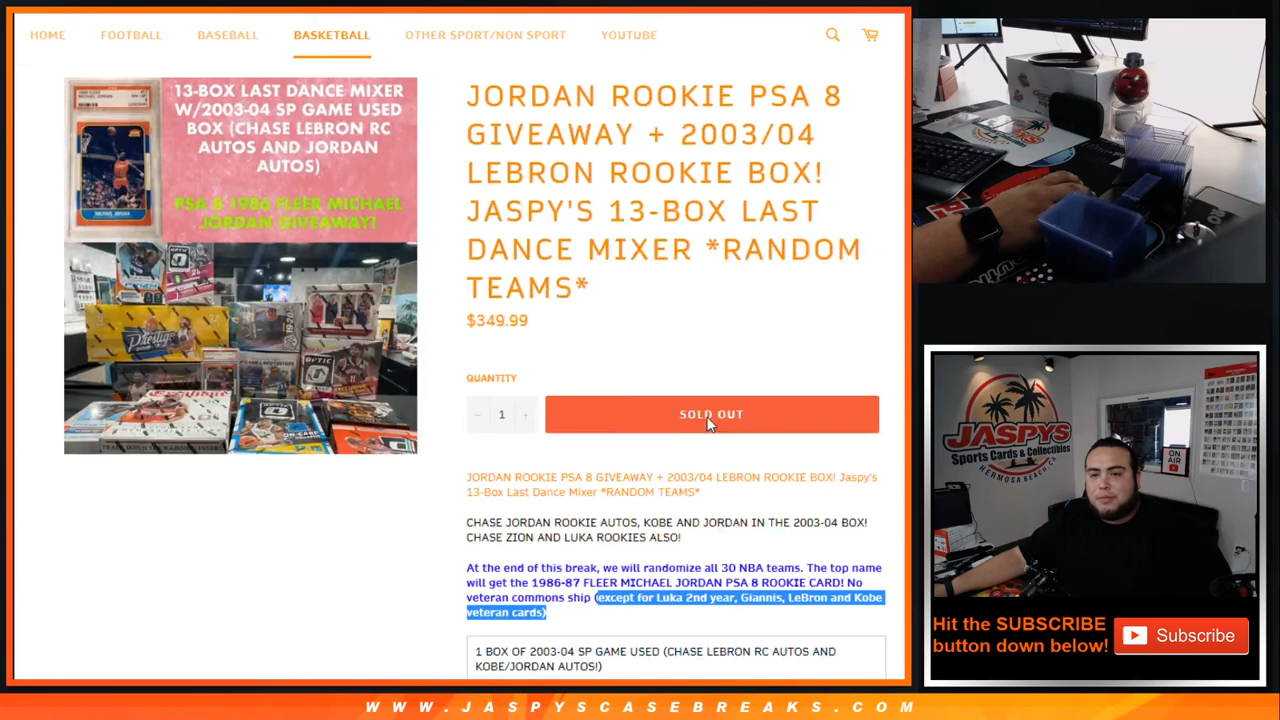 HOME FOOTBALL BASEBALL BASKETBALL OTHER SPORT/NON SPORT YOUTUBE
13-BOX LAST DANCE MIXER
W/2003-04 SP GAME USED
BOX (CHASE LEBRON RC
AUTOS AND JORDAN
AUTOS)
PSA 8 1986 FLEER MICHAEL
JORDAN GIVEAWAY!
Prestige
OPTIC
JORDAN ROOKIE PSA 8
GIVEAWAY + 2003/04
LEBRON ROOKIE BOX!
JASPY'S 13-BOX LAST
DANCE MIXER *RANDOM
TEAMS*
$349.99
QUANTITY
− 1 +
SOLD OUT
JORDAN ROOKIE PSA 8 GIVEAWAY + 2003/04 LEBRON ROOKIE BOX! Jaspy's
13-Box Last Dance Mixer *RANDOM TEAMS*
CHASE JORDAN ROOKIE AUTOS, KOBE AND JORDAN IN THE 2003-04 BOX!
CHASE ZION AND LUKA ROOKIES ALSO!
At the end of this break, we will randomize all 30 NBA teams. The top name
will get the 1986-87 FLEER MICHAEL JORDAN PSA 8 ROOKIE CARD! No
veteran commons ship (except for Luka 2nd year, Giannis, LeBron and Kobe
veteran cards)
1 BOX OF 2003-04 SP GAME USED (CHASE LEBRON RC AUTOS AND
KOBE/JORDAN AUTOS!)
JASPYS
Sports Cards & Collectibles
HERMOSA BEACH CA
ON AIR
Hit the SUBSCRIBE
button down below!
Subscribe
WWW.JASPYSCASEBREAKS.COM